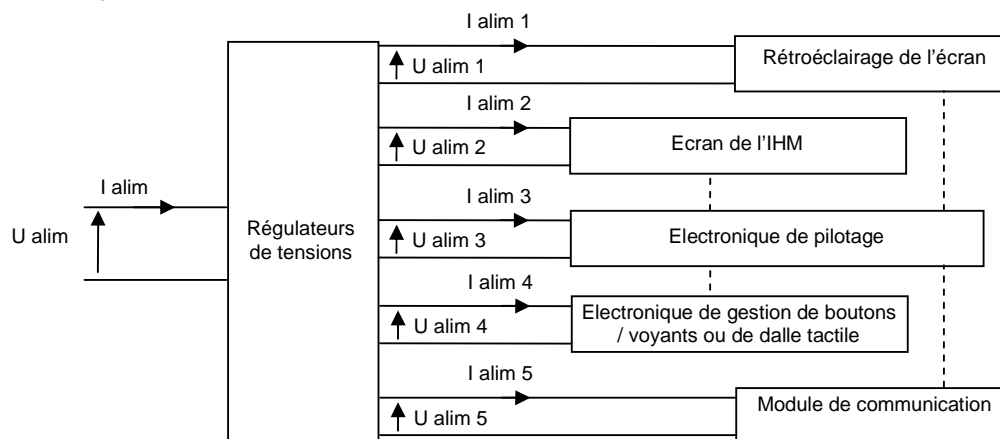 I alim 1
U alim 1
Rétroéclairage de l'écran
I alim 2
U alim 2
Ecran de l'IHM
I alim
U alim
Régulateurs
de tensions
I alim 3
U alim 3
Electronique de pilotage
I alim 4
U alim 4
Electronique de gestion de boutons
/ voyants ou de dalle tactile
I alim 5
U alim 5
Module de communication